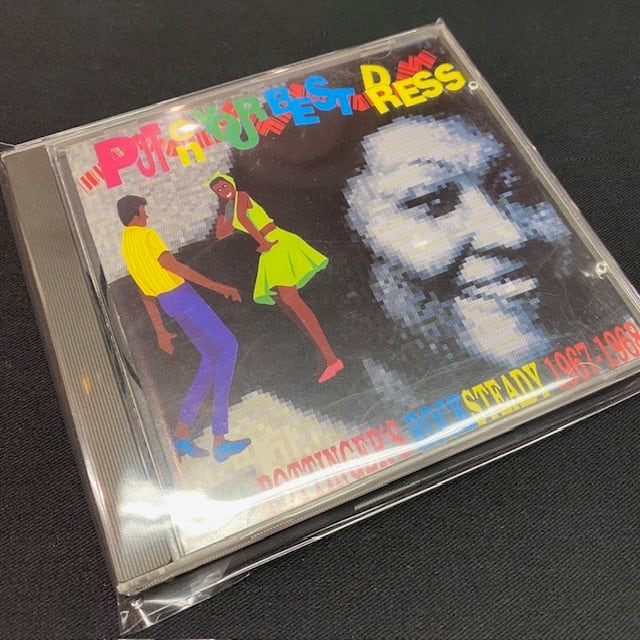 PUT ON YOUR BEST DRESS
POTTINGER'S ROCKSTEADY 1967-1968